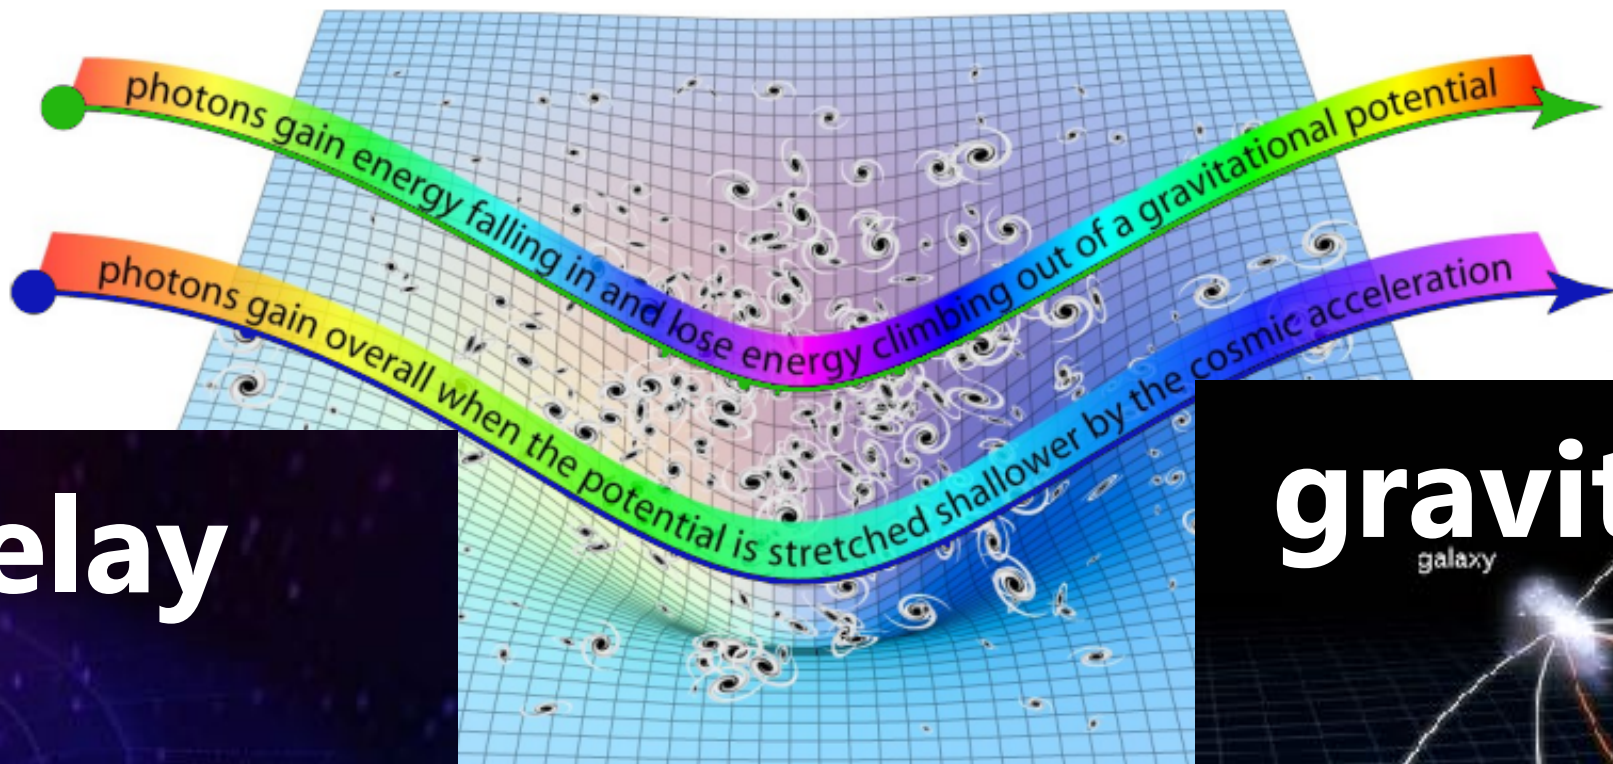 photons gain energy falling in and lose energy climbing out of a gravitational potential
photons gain overall when the potential is stretched shallower by the cosmic acceleration
elay
gravit
galaxy